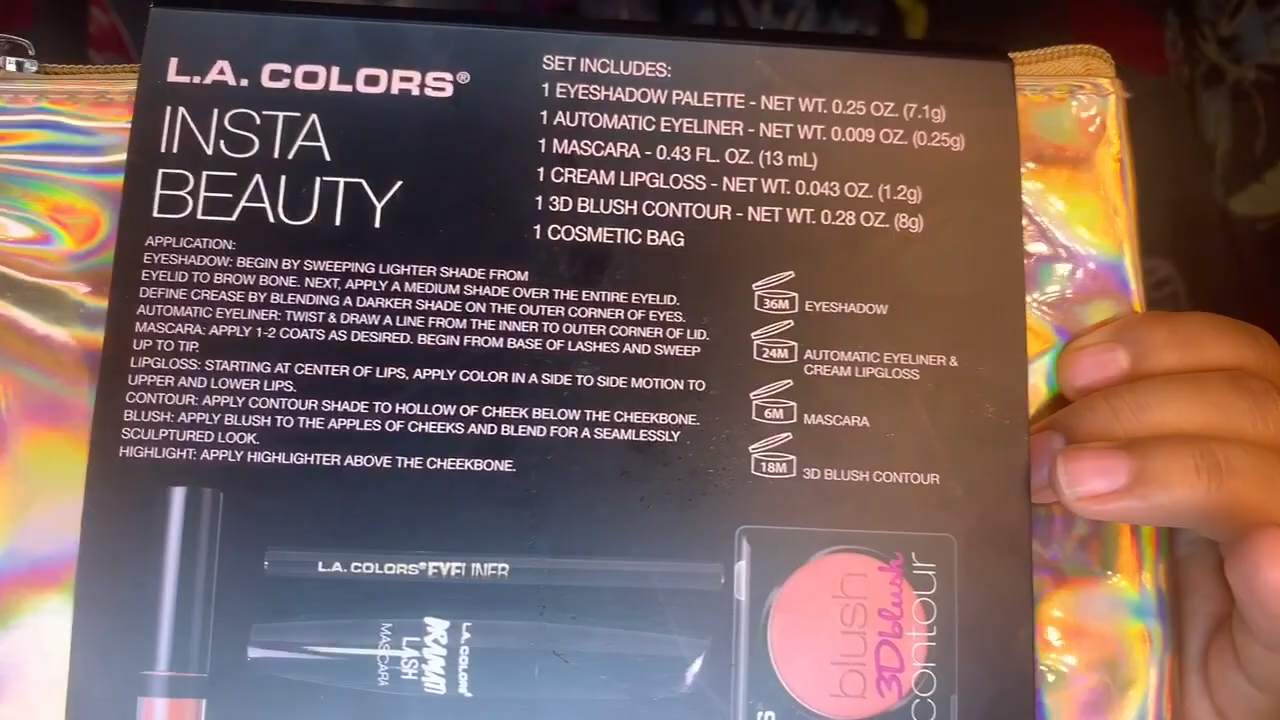 L.A. COLORS®
INSTA
BEAUTY
SET INCLUDES:
1 EYESHADOW PALETTE - NET WT. 0.25 OZ. (7.1g)
1 AUTOMATIC EYELINER - NET WT. 0.009 OZ. (0.25g)
1 MASCARA - 0.43 FL. OZ. (13 mL)
1 CREAM LIPGLOSS - NET WT. 0.043 OZ. (1.2g)
1 3D BLUSH CONTOUR - NET WT. 0.28 OZ. (8g)
1 COSMETIC BAG
APPLICATION:
EYESHADOW: BEGIN BY SWEEPING LIGHTER SHADE FROM
EYELID TO BROW BONE. NEXT, APPLY A MEDIUM SHADE OVER THE ENTIRE EYELID.
DEFINE CREASE BY BLENDING A DARKER SHADE ON THE OUTER CORNER OF EYES.
AUTOMATIC EYELINER: TWIST & DRAW A LINE FROM THE INNER TO OUTER CORNER OF LID.
MASCARA: APPLY 1-2 COATS AS DESIRED. BEGIN FROM BASE OF LASHES AND SWEEP
UP TO TIP.
LIPGLOSS: STARTING AT CENTER OF LIPS, APPLY COLOR IN A SIDE TO SIDE MOTION TO
UPPER AND LOWER LIPS.
CONTOUR: APPLY CONTOUR SHADE TO HOLLOW OF CHEEK BELOW THE CHEEKBONE.
BLUSH: APPLY BLUSH TO THE APPLES OF CHEEKS AND BLEND FOR A SEAMLESSLY
SCULPTURED LOOK.
HIGHLIGHT: APPLY HIGHLIGHTER ABOVE THE CHEEKBONE.
36M EYESHADOW
24M AUTOMATIC EYELINER &
CREAM LIPGLOSS
6M MASCARA
18M 3D BLUSH CONTOUR
L.A. COLORS® EYELINER
L.A. COLORS®
LASH
MASCARA
blush
3Dblush
contour